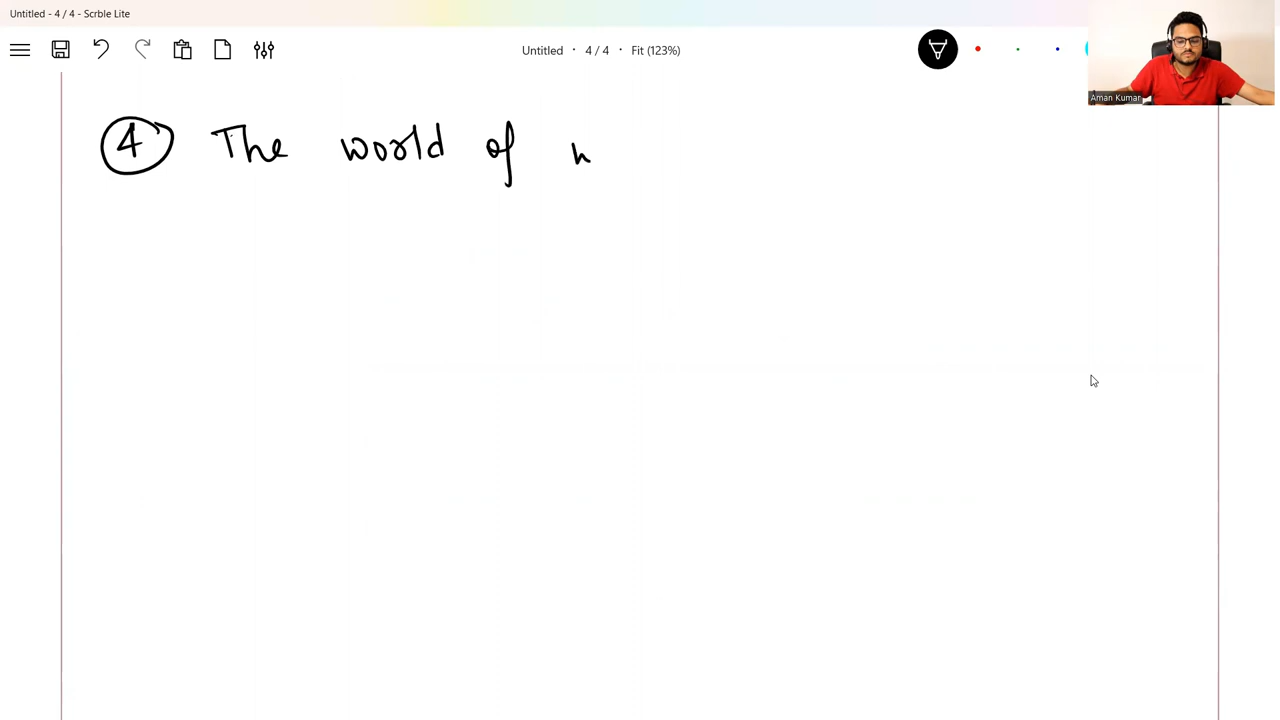 Untitled - 4 / 4 - Scrble Lite
Untitled · 4 / 4 · Fit (123%)
Aman Kumar
④ The world of